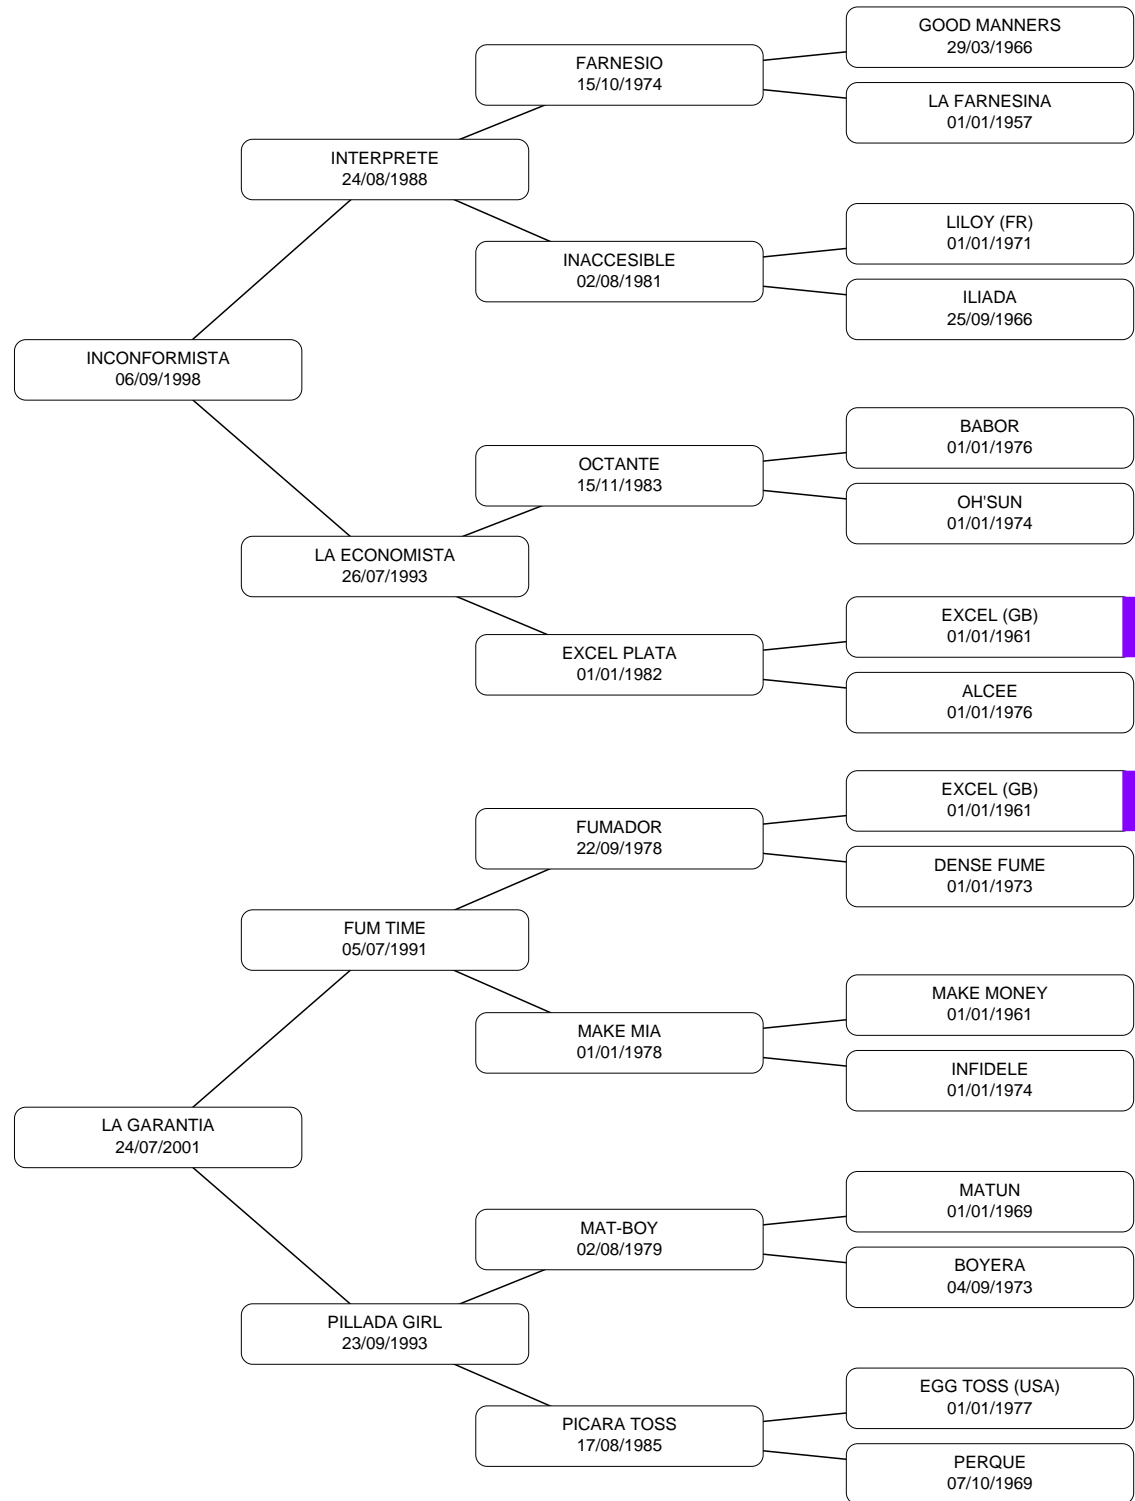 GOOD MANNERS
29/03/1966
FARNESIO
15/10/1974
LA FARNESINA
01/01/1957
INTERPRETE
24/08/1988
LILOY (FR)
01/01/1971
INACCESIBLE
02/08/1981
ILIADA
25/09/1966
INCONFORMISTA
06/09/1998
BABOR
01/01/1976
OCTANTE
15/11/1983
OH'SUN
01/01/1974
LA ECONOMISTA
26/07/1993
EXCEL (GB)
01/01/1961
EXCEL PLATA
01/01/1982
ALCEE
01/01/1976
EXCEL (GB)
01/01/1961
FUMADOR
22/09/1978
DENSE FUME
01/01/1973
FUM TIME
05/07/1991
MAKE MONEY
01/01/1961
MAKE MIA
01/01/1978
INFIDELE
01/01/1974
LA GARANTIA
24/07/2001
MATUN
01/01/1969
MAT-BOY
02/08/1979
BOYERA
04/09/1973
PILLADA GIRL
23/09/1993
EGG TOSS (USA)
01/01/1977
PICARA TOSS
17/08/1985
PERQUE
07/10/1969